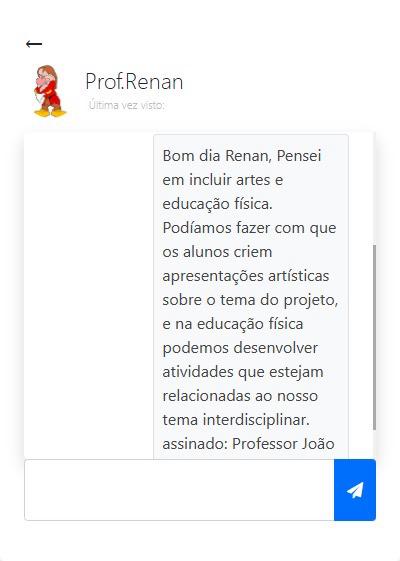 Prof.Renan
Última vez visto:
Bom dia Renan, Pensei
em incluir artes e
educação física.
Podíamos fazer com que
os alunos criem
apresentações artísticas
sobre o tema do projeto,
e na educação física
podemos desenvolver
atividades que estejam
relacionadas ao nosso
tema interdisciplinar.
assinado: Professor João